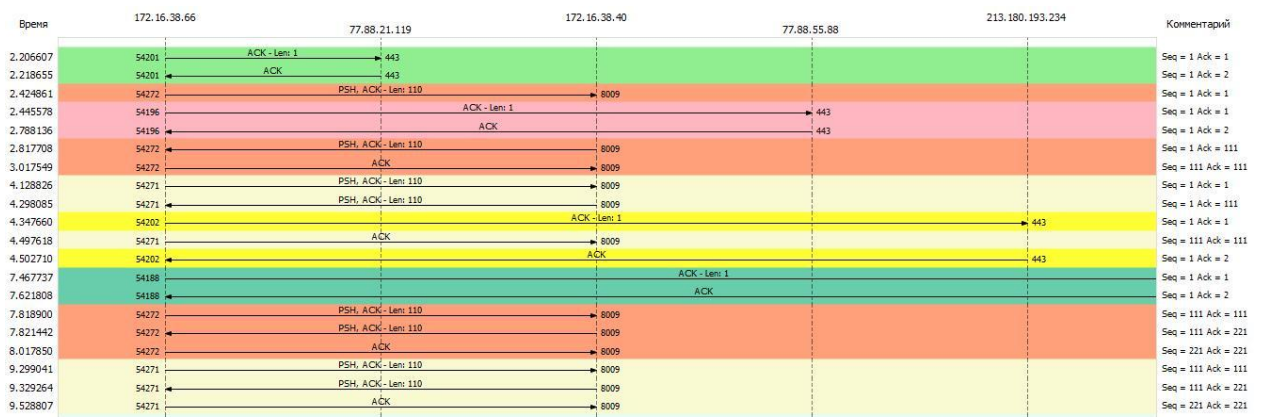 Время 172.16.38.66 77.88.21.119 172.16.38.40 77.88.55.88 213.180.193.234 Комментарий
2.206607 54201 ACK - Len: 1 443 Seq = 1 Ack = 1
2.218655 54201 ACK 443 Seq = 1 Ack = 2
2.424861 54272 PSH, ACK - Len: 110 8009 Seq = 1 Ack = 1
2.445578 54196 ACK - Len: 1 443 Seq = 1 Ack = 1
2.788136 54196 ACK 443 Seq = 1 Ack = 2
2.817708 54272 PSH, ACK - Len: 110 8009 Seq = 1 Ack = 111
3.017549 54272 ACK 8009 Seq = 111 Ack = 111
4.128826 54271 PSH, ACK - Len: 110 8009 Seq = 1 Ack = 1
4.298085 54271 PSH, ACK - Len: 110 8009 Seq = 1 Ack = 111
4.347660 54202 ACK - Len: 1 443 Seq = 1 Ack = 1
4.497618 54271 ACK 8009 Seq = 111 Ack = 111
4.502710 54202 ACK 443 Seq = 1 Ack = 2
7.467737 54188 ACK - Len: 1 Seq = 1 Ack = 1
7.621808 54188 ACK Seq = 1 Ack = 2
7.818900 54272 PSH, ACK - Len: 110 8009 Seq = 111 Ack = 111
7.821442 54272 PSH, ACK - Len: 110 8009 Seq = 111 Ack = 221
8.017850 54272 ACK 8009 Seq = 221 Ack = 221
9.299041 54271 PSH, ACK - Len: 110 8009 Seq = 111 Ack = 111
9.329264 54271 PSH, ACK - Len: 110 8009 Seq = 111 Ack = 221
9.528807 54271 ACK 8009 Seq = 221 Ack = 221